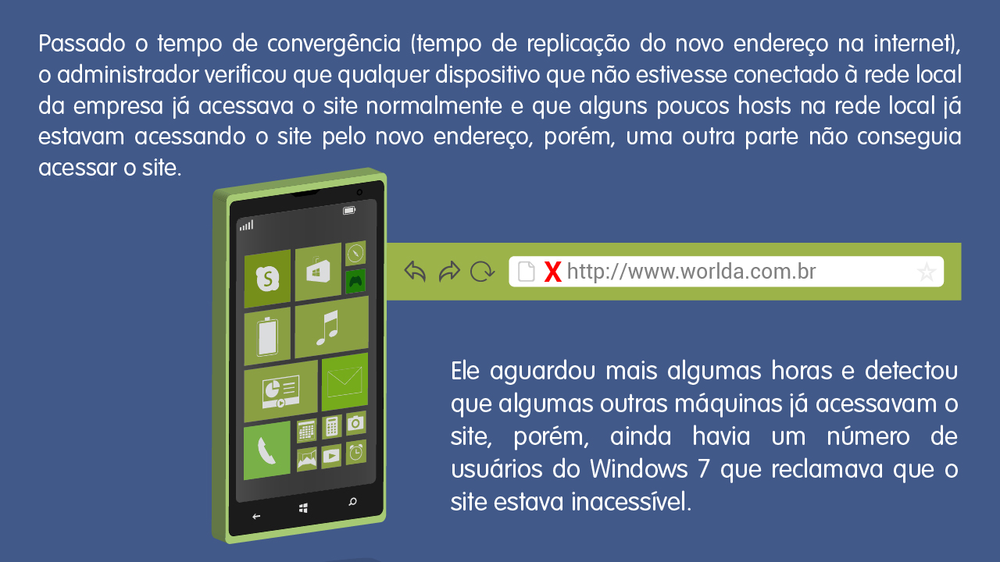 Passado o tempo de convergência (tempo de replicação do novo endereço na internet),
o administrador verificou que qualquer dispositivo que não estivesse conectado à rede local
da empresa já acessava o site normalmente e que alguns poucos hosts na rede local já
estavam acessando o site pelo novo endereço, porém, uma outra parte não conseguia
acessar o site.
S
X http://www.worlda.com.br
Ele aguardou mais algumas horas e detectou
que algumas outras máquinas já acessavam o
site, porém, ainda havia um número de
usuários do Windows 7 que reclamava que o
site estava inacessível.